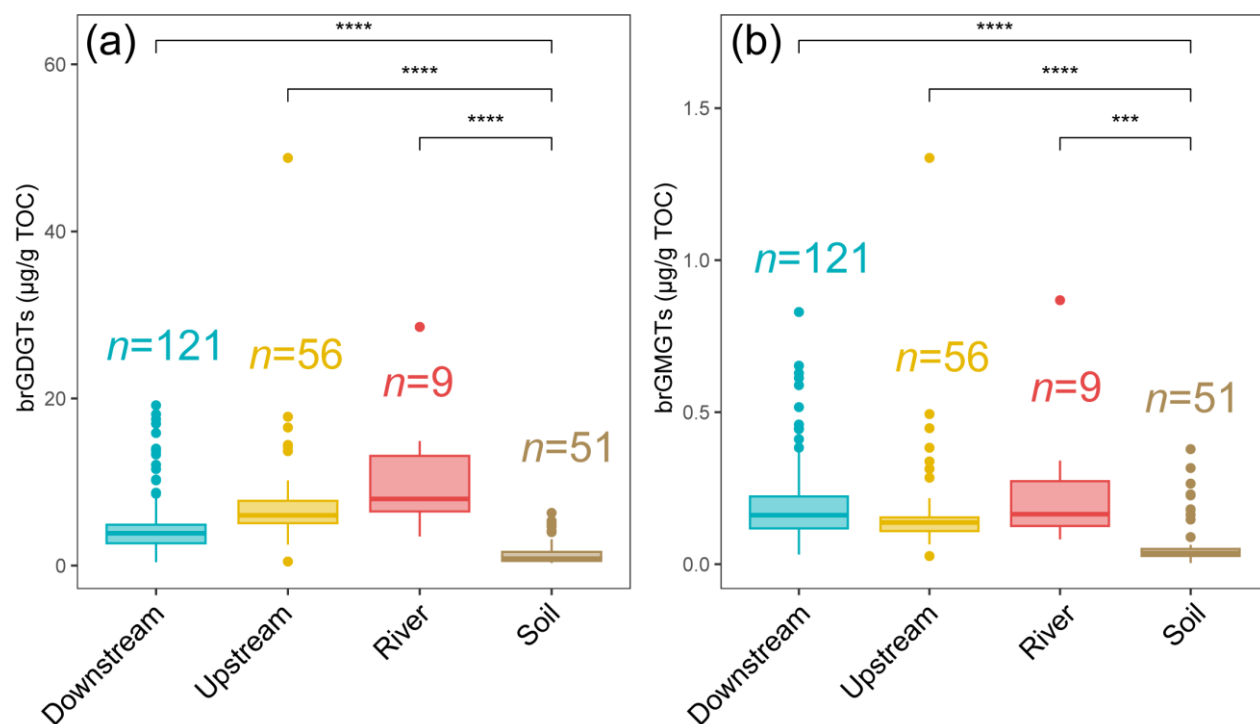 (a)
****
****
****
60
40
20
0
brGDGTs (µg/g TOC)
n=121
n=56
n=9
n=51
Downstream
Upstream
River
Soil
(b)
****
****
***
1.5
1.0
0.5
0.0
brGMGTs (µg/g TOC)
n=121
n=56
n=9
n=51
Downstream
Upstream
River
Soil